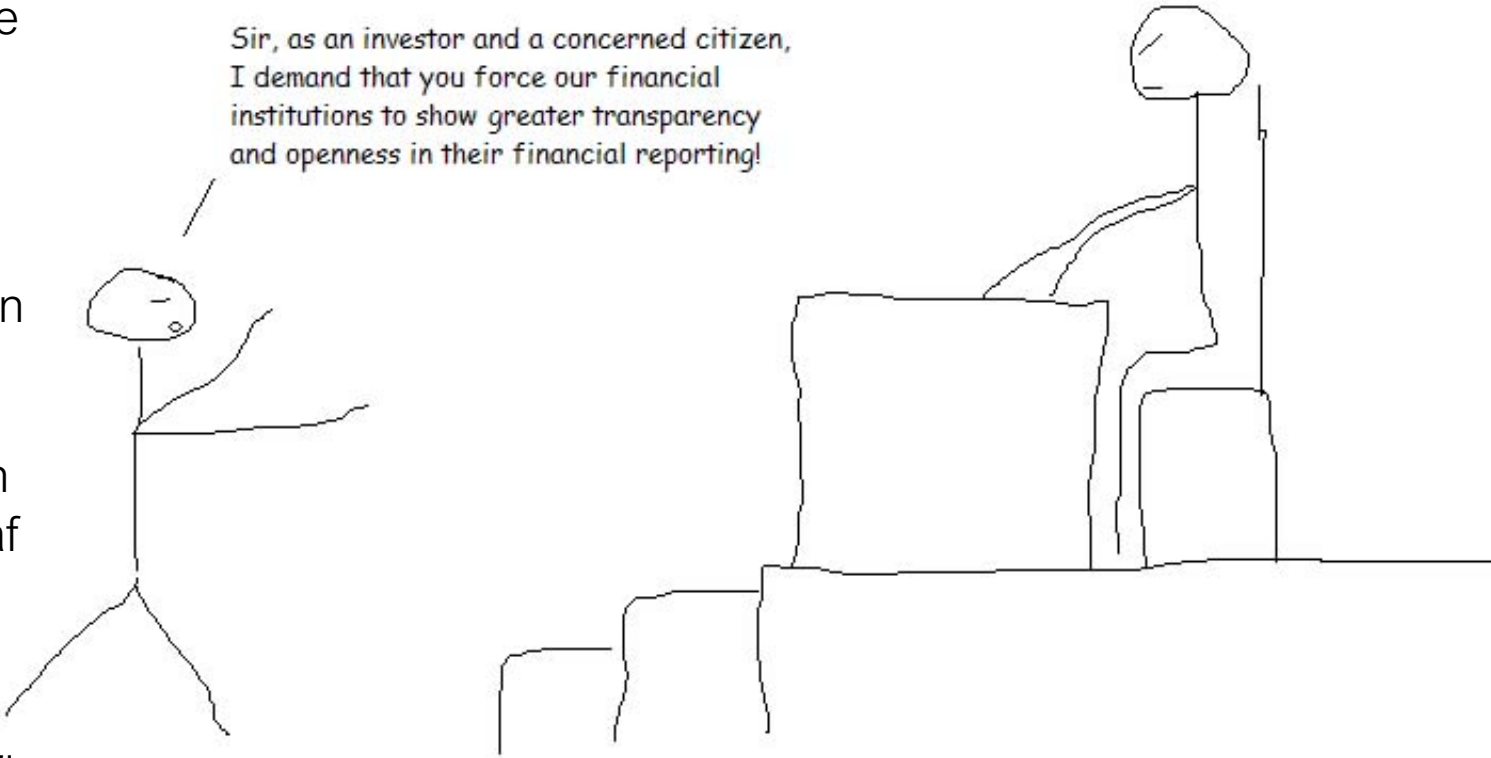 e
Sir, as an investor and a concerned citizen,
I demand that you force our financial
institutions to show greater transparency
and openness in their financial reporting!
n
n
af